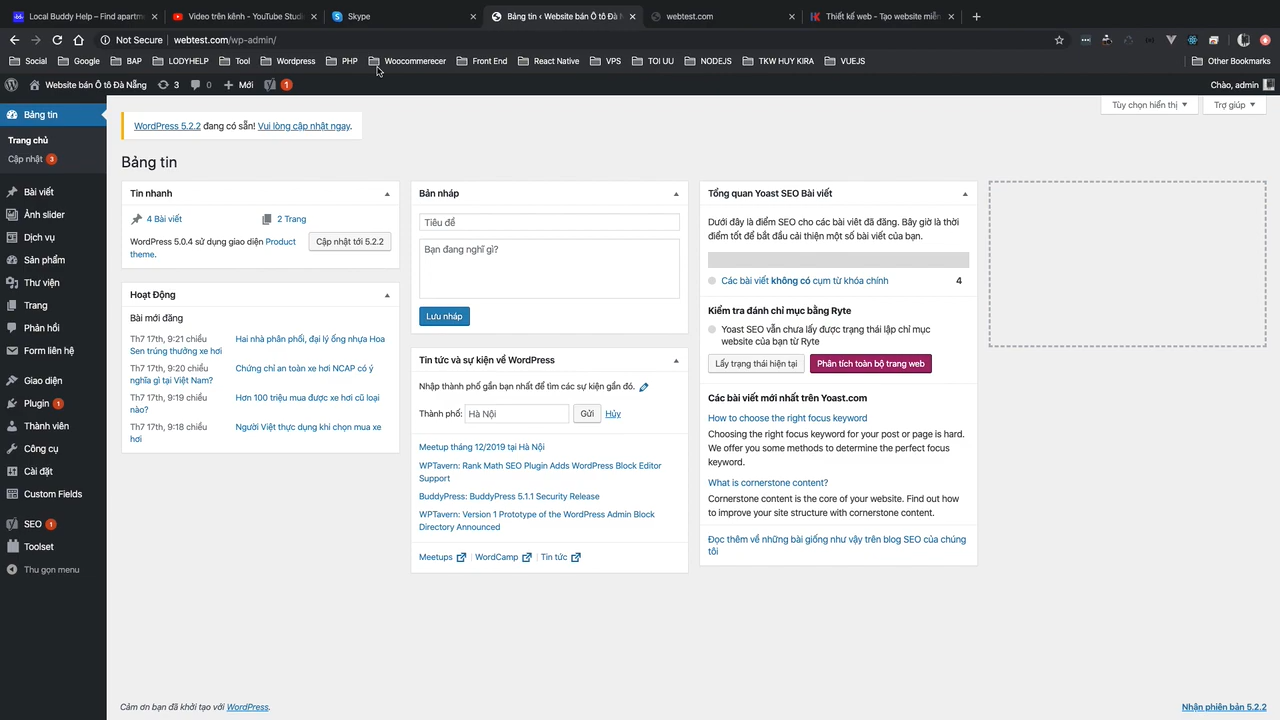 Local Buddy Help - Find apartm
Video trên kênh - YouTube Studi
Skype
Bảng tin ‹ Website bán Ô tô Đà N
webtest.com
Thiết kế web - Tạo website miễn
Not Secure
webtest.com/wp-admin/
Social
Google
BAP
LODYHELP
Tool
Wordpress
PHP
Woocommerecer
Front End
React Native
VPS
TOI UU
NODEJS
TKW HUY KIRA
VUEJS
Other Bookmarks
Website bán Ô tô Đà Nẵng
3
0
Mới
1
Chào, admin
Bảng tin
Trang chủ
Cập nhật 3
Bài viết
Ảnh slider
Dịch vụ
Sản phẩm
Thư viện
Trang
Phản hồi
Form liên hệ
Giao diện
Plugin 1
Thành viên
Công cụ
Cài đặt
Custom Fields
SEO 1
Toolset
Thu gọn menu
Tùy chọn hiển thị
Trợ giúp
WordPress 5.2.2 đang có sẵn! Vui lòng cập nhật ngay.
Bảng tin
Tin nhanh
4 Bài viết
2 Trang
WordPress 5.0.4 sử dụng giao diện Product
theme.
Cập nhật tới 5.2.2
Hoạt Động
Bài mới đăng
Th7 17th, 9:21 chiều Hai nhà phân phối, đại lý ống nhựa Hoa
Sen trúng thưởng xe hơi
Th7 17th, 9:20 chiều Chứng chỉ an toàn xe hơi NCAP có ý
nghĩa gì tại Việt Nam?
Th7 17th, 9:19 chiều Hơn 100 triệu mua được xe hơi cũ loại
nào?
Th7 17th, 9:18 chiều Người Việt thực dụng khi chọn mua xe
hơi
Bản nháp
Tiêu đề
Bạn đang nghĩ gì?
Lưu nháp
Tin tức và sự kiện về WordPress
Nhập thành phố gần bạn nhất để tìm các sự kiện gần đó.
Thành phố: Hà Nội Gửi Hủy
Meetup tháng 12/2019 tại Hà Nội
WPTavern: Rank Math SEO Plugin Adds WordPress Block Editor
Support
BuddyPress: BuddyPress 5.1.1 Security Release
WPTavern: Version 1 Prototype of the WordPress Admin Block
Directory Announced
Meetups | WordCamp | Tin tức
Tổng quan Yoast SEO Bài viết
Dưới đây là điểm SEO cho các bài viêt đã đăng. Bây giờ là thời
điểm tốt để bắt đầu cải thiện một số bài viết của bạn.
Các bài viết không có cụm từ khóa chính 4
Kiểm tra đánh chỉ mục bằng Ryte
Yoast SEO vẫn chưa lấy được trạng thái lập chỉ mục
website của bạn từ Ryte
Lấy trạng thái hiện tại
Phân tích toàn bộ trang web
Các bài viết mới nhất trên Yoast.com
How to choose the right focus keyword
Choosing the right focus keyword for your post or page is hard.
We offer you some methods to determine the perfect focus
keyword.
What is cornerstone content?
Cornerstone content is the core of your website. Find out how
to improve your site structure with cornerstone content.
Đọc thêm về những bài giống như vậy trên blog SEO của chúng
tôi
Cảm ơn bạn đã khởi tạo với WordPress.
Nhận phiên bản 5.2.2